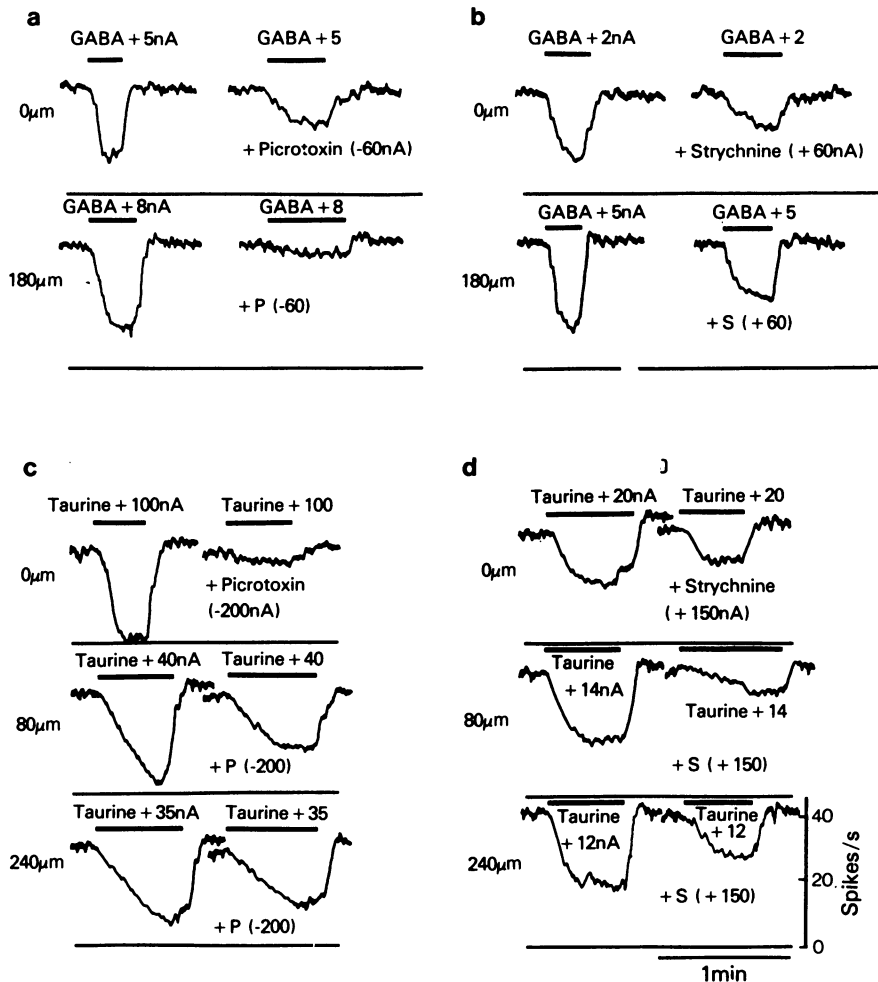 a
GABA + 5nA GABA + 5
0μm
+ Picrotoxin (-60nA)
GABA + 8nA GABA + 8
180μm
+ P (-60)
b
GABA + 2nA GABA + 2
0μm
+ Strychnine ( + 60nA)
GABA + 5nA GABA + 5
180μm
+ S ( + 60)
c
Taurine + 100nA Taurine + 100
0μm
+ Picrotoxin
(-200nA)
Taurine + 40nA Taurine + 40
80μm
+ P (-200)
Taurine + 35nA Taurine + 35
240μm
+ P (-200)
d
Taurine + 20nA Taurine + 20
0μm
+ Strychnine
( + 150nA)
Taurine
+ 14nA
Taurine + 14
80μm
+ S ( + 150)
Taurine Taurine
+ 12nA + 12
240μm
+ S ( + 150)
40
20
0
Spikes/s
1min